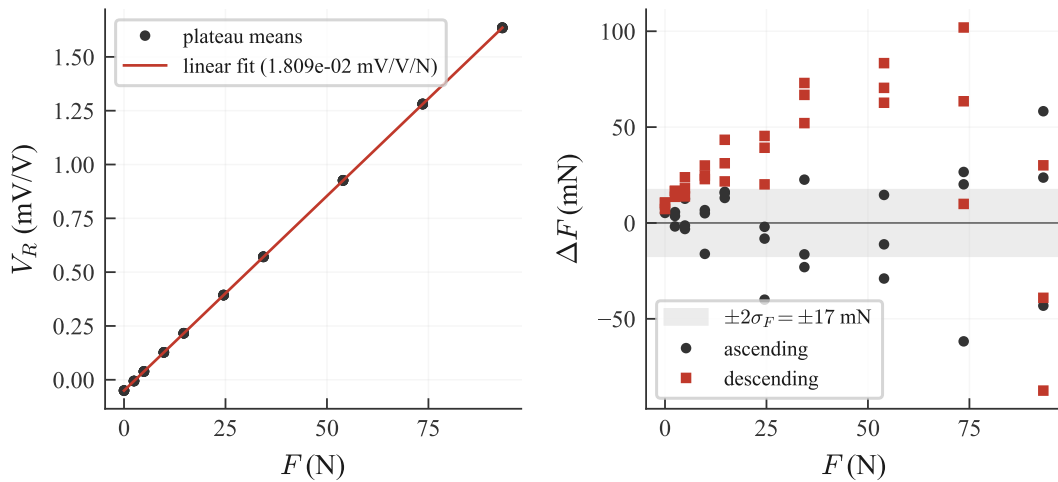 plateau means
linear fit (1.809e-02 mV/V/N)
1.50
1.25
1.00
0.75
0.50
0.25
0.00
V_R (mV/V)
0
25
50
75
F (N)
100
50
0
−50
ΔF (mN)
±2σ_F = ±17 mN
ascending
descending
0
25
50
75
F (N)